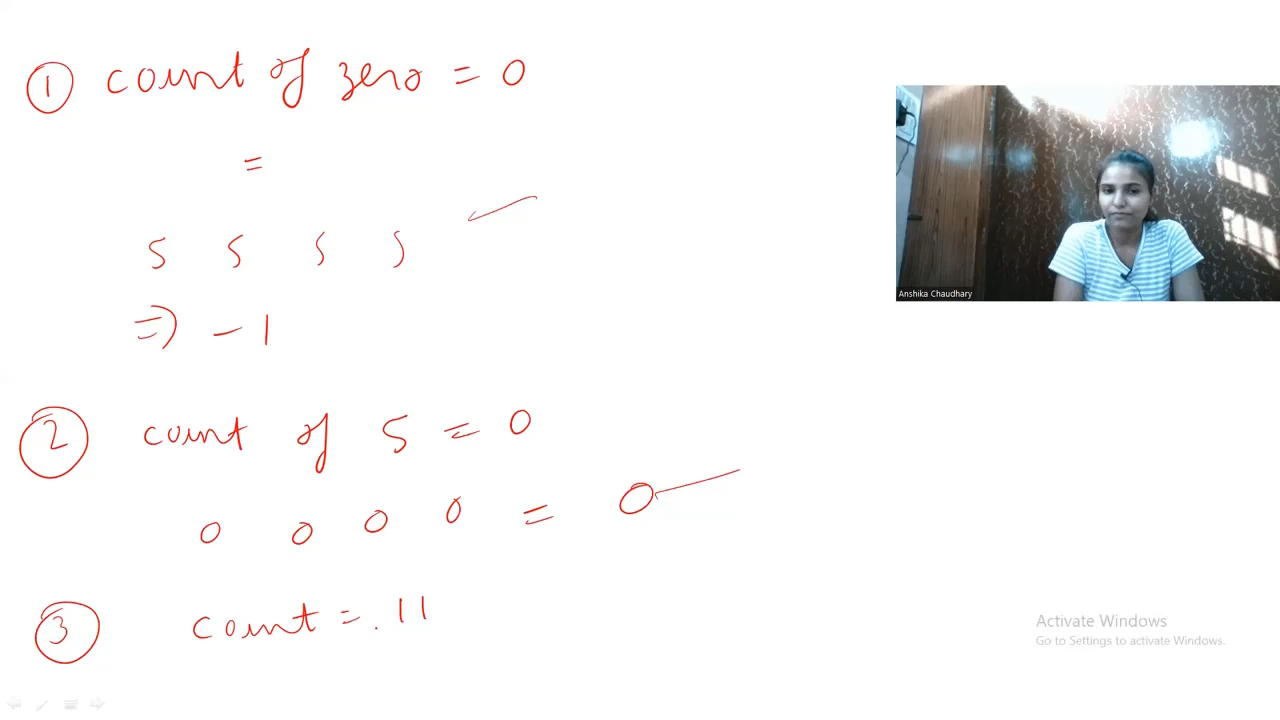 ① count of zero = 0
=
5 5 5 5
⇒ -1
② count of 5 = 0
0 0 0 0 = 0
③ count = . 11
Anshika Chaudhary
Activate Windows
Go to Settings to activate Windows.